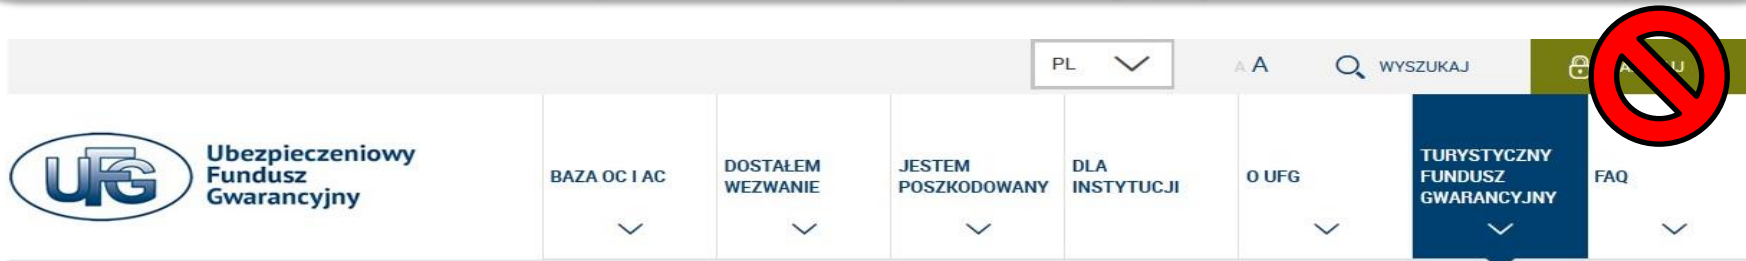 PL
A A
WYSZUKAJ
UFG
Ubezpieczeniowy
Fundusz
Gwarancyjny
BAZA OC I AC
DOSTAŁEM
WEZWANIE
JESTEM
POSZKODOWANY
DLA
INSTYTUCJI
O UFG
TURYSTYCZNY
FUNDUSZ
GWARANCYJNY
FAQ